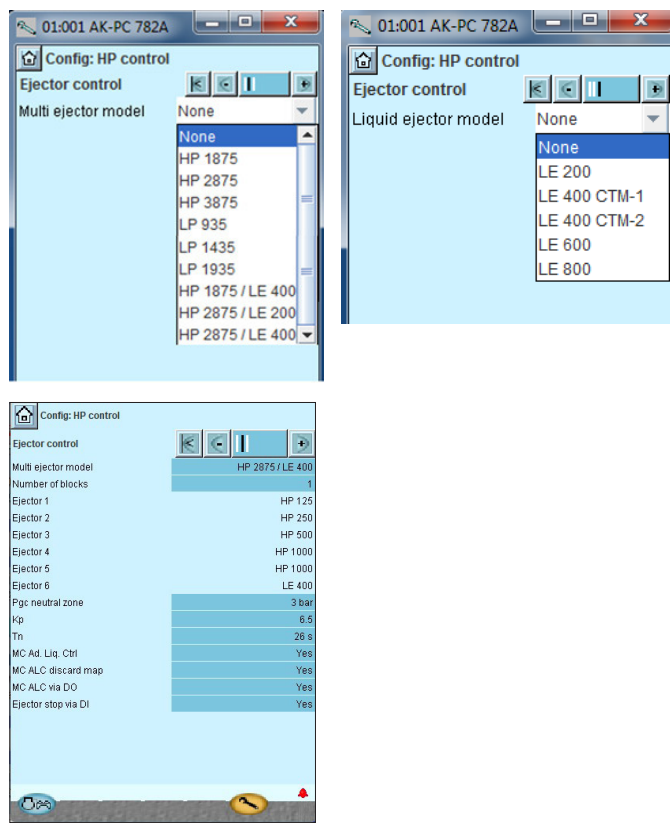 01:001 AK-PC 782A
Config: HP control
Ejector control
Multi ejector model None
None
HP 1875
HP 2875
HP 3875
LP 935
LP 1435
LP 1935
HP 1875 / LE 400
HP 2875 / LE 200
HP 2875 / LE 400
01:001 AK-PC 782A
Config: HP control
Ejector control
Liquid ejector model None
None
LE 200
LE 400 CTM-1
LE 400 CTM-2
LE 600
LE 800
Config: HP control
Ejector control
Multi ejector model HP 2875 / LE 400
Number of blocks 1
Ejector 1 HP 125
Ejector 2 HP 250
Ejector 3 HP 500
Ejector 4 HP 1000
Ejector 5 HP 1000
Ejector 6 LE 400
Pgc neutral zone 3 bar
Kp 6.5
Tn 26 s
MC Ad. Liq. Ctrl Yes
MC ALC discard map Yes
MC ALC via DO Yes
Ejector stop via DI Yes